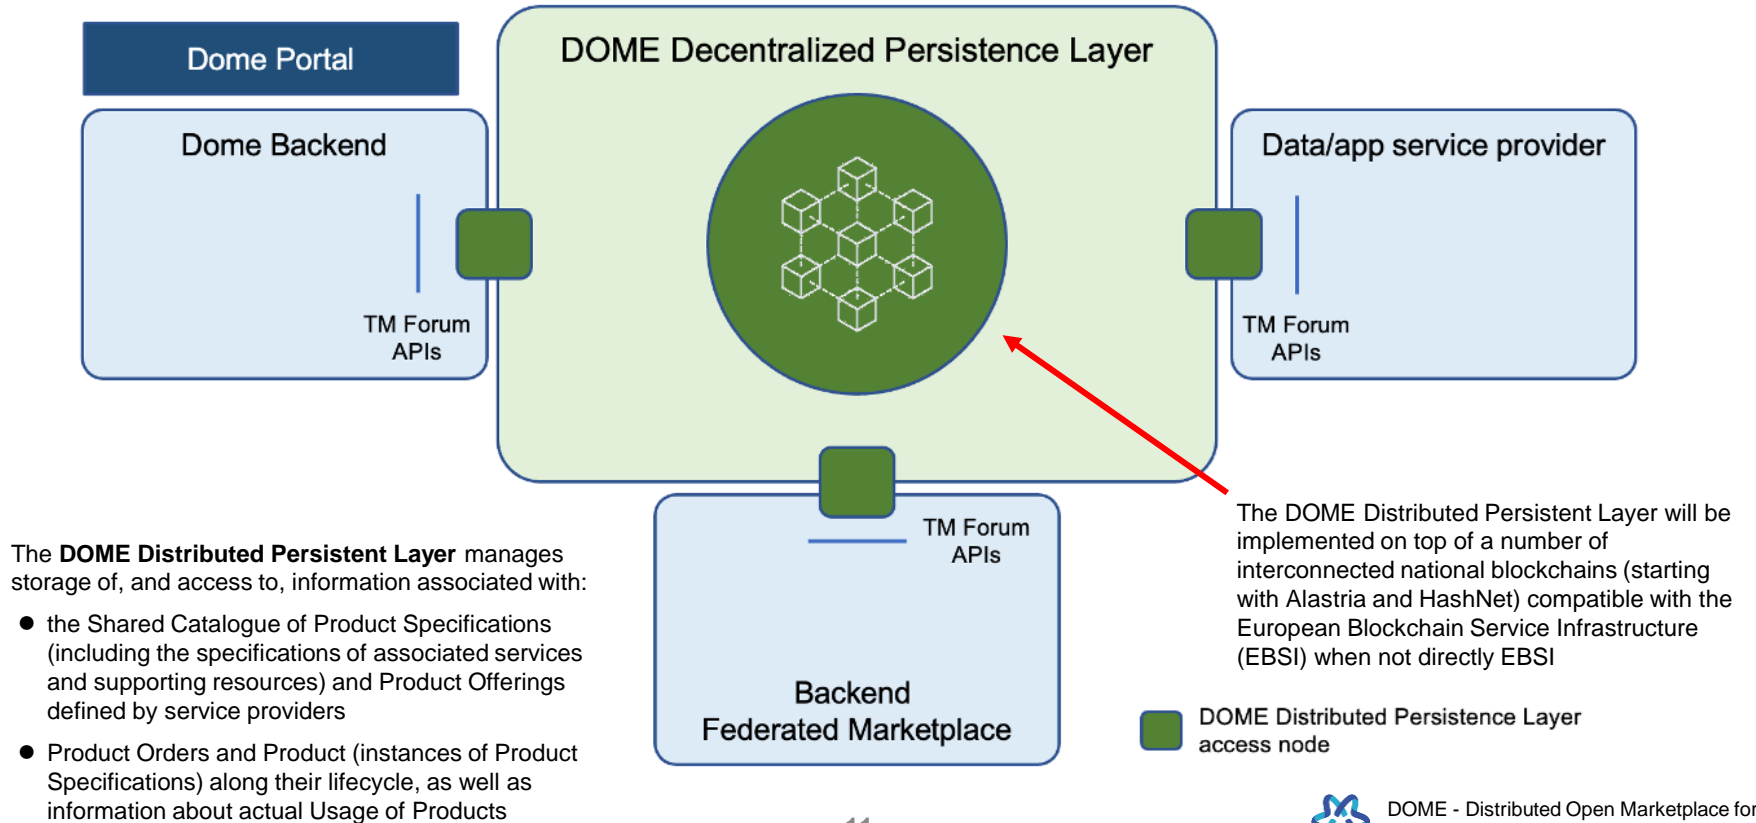 Dome Portal
DOME Decentralized Persistence Layer
Dome Backend
TM Forum
APIs
Data/app service provider
TM Forum
APIs
TM Forum
APIs
Backend
Federated Marketplace
The DOME Distributed Persistent Layer manages
storage of, and access to, information associated with:
● the Shared Catalogue of Product Specifications
(including the specifications of associated services
and supporting resources) and Product Offerings
defined by service providers
● Product Orders and Product (instances of Product
Specifications) along their lifecycle, as well as
information about actual Usage of Products
The DOME Distributed Persistent Layer will be
implemented on top of a number of
interconnected national blockchains (starting
with Alastria and HashNet) compatible with the
European Blockchain Service Infrastructure
(EBSI) when not directly EBSI
DOME Distributed Persistence Layer
access node
DOME - Distributed Open Marketplace for